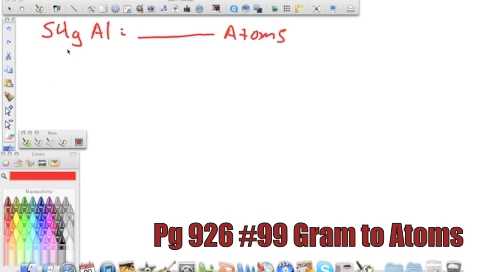 54g Al = ______ Atoms
Pg 926 #99 Gram to Atoms